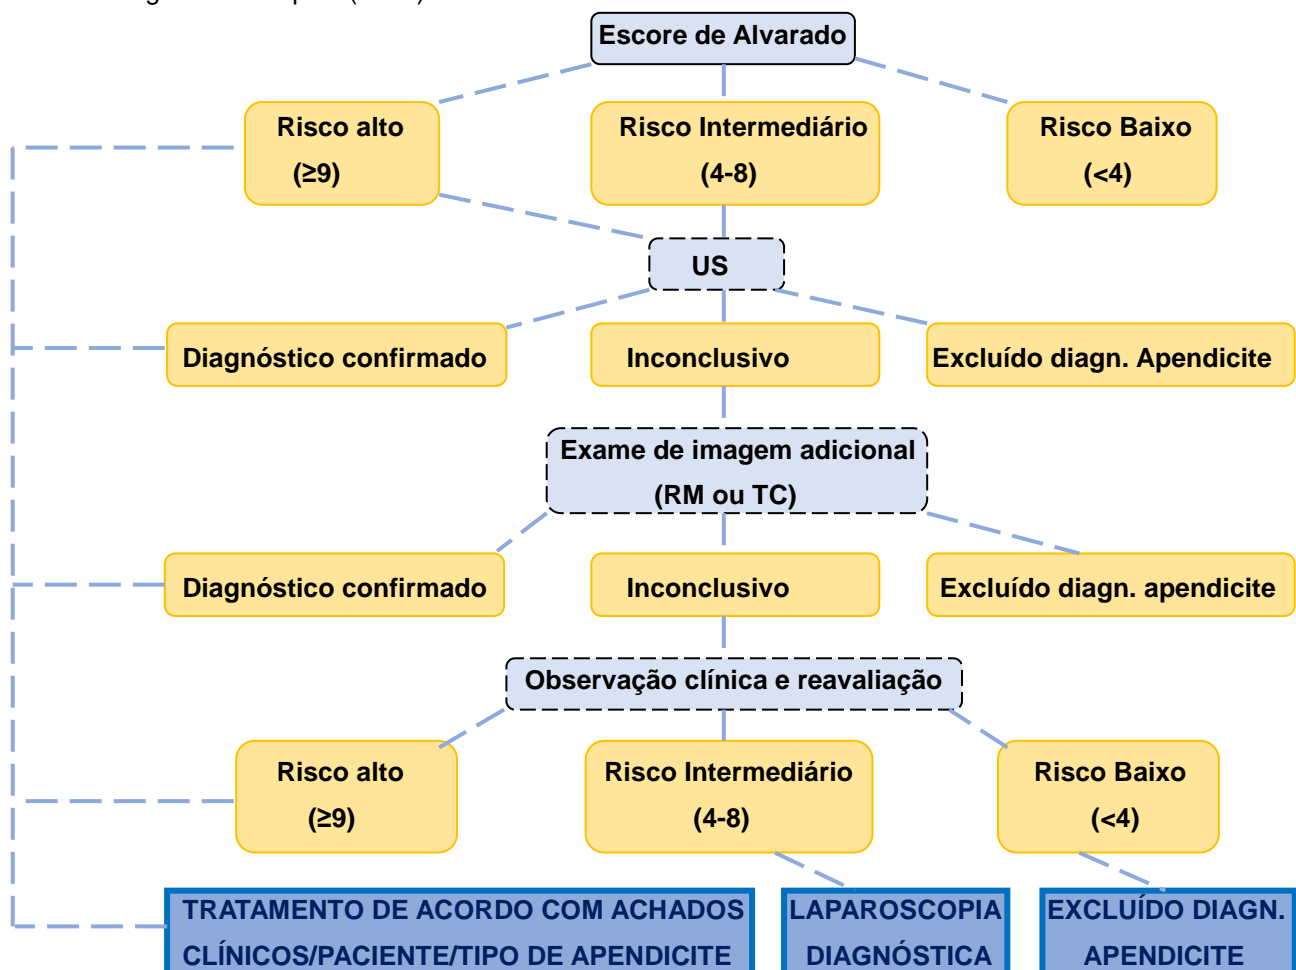 Escore de Alvarado
Risco alto
(≥9)
Risco Intermediário
(4-8)
Risco Baixo
(<4)
US
Diagnóstico confirmado
Inconclusivo
Excluído diagn. Apendicite
Exame de imagem adicional
(RM ou TC)
Diagnóstico confirmado
Inconclusivo
Excluído diagn. apendicite
Observação clínica e reavaliação
Risco alto
(≥9)
Risco Intermediário
(4-8)
Risco Baixo
(<4)
TRATAMENTO DE ACORDO COM ACHADOS
CLÍNICOS/PACIENTE/TIPO DE APENDICITE
LAPAROSCOPIA
DIAGNÓSTICA
EXCLUÍDO DIAGN.
APENDICITE